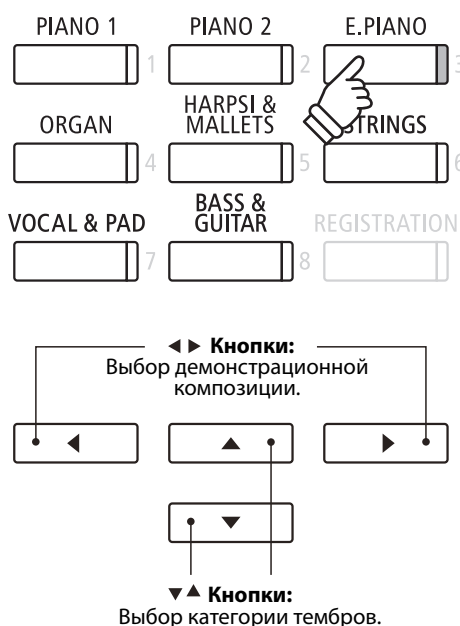 PIANO 1 PIANO 2 E.PIANO
1 2 3
ORGAN HARPSI & MALLETS STRINGS
4 5 6
VOCAL & PAD BASS & GUITAR REGISTRATION
7 8
◀ ▶ Кнопки:
Выбор демонстрационной
композиции.
◀ ▲ ▶
▼
▼▲ Кнопки:
Выбор категории тембров.